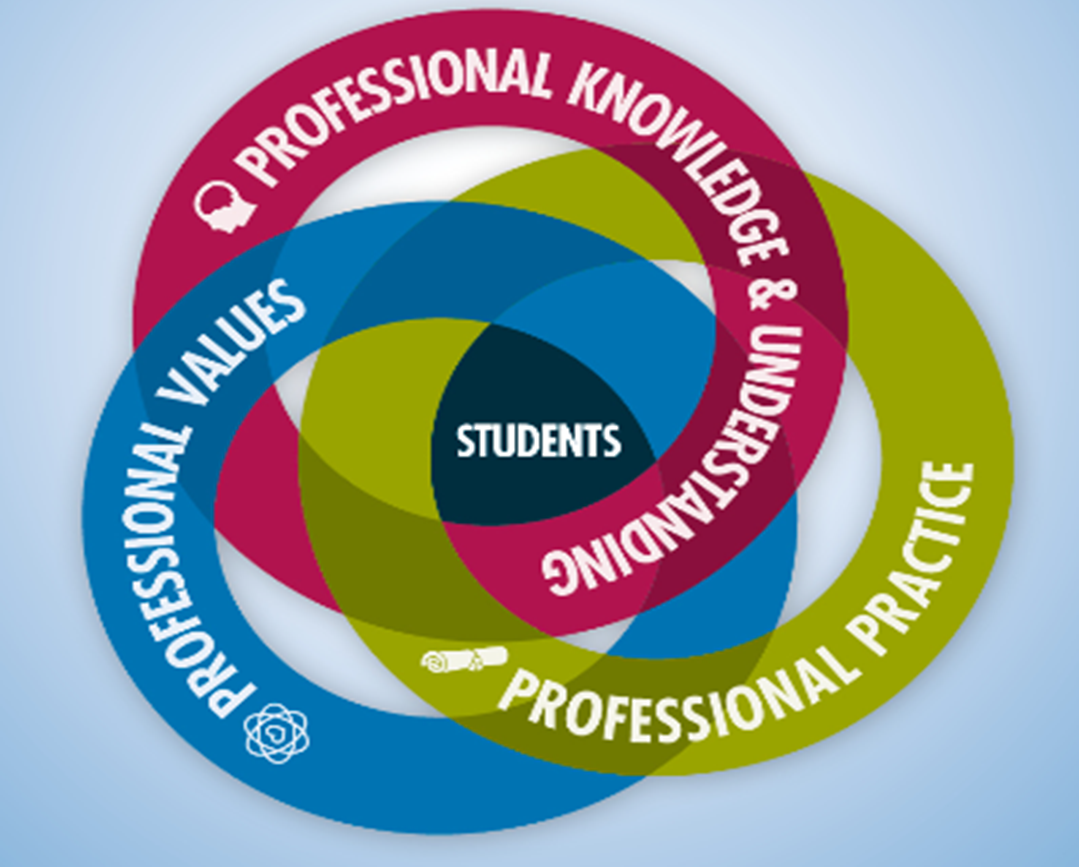 PROFESSIONAL KNOWLEDGE & UNDERSTANDING
PROFESSIONAL VALUES
STUDENTS
PROFESSIONAL PRACTICE